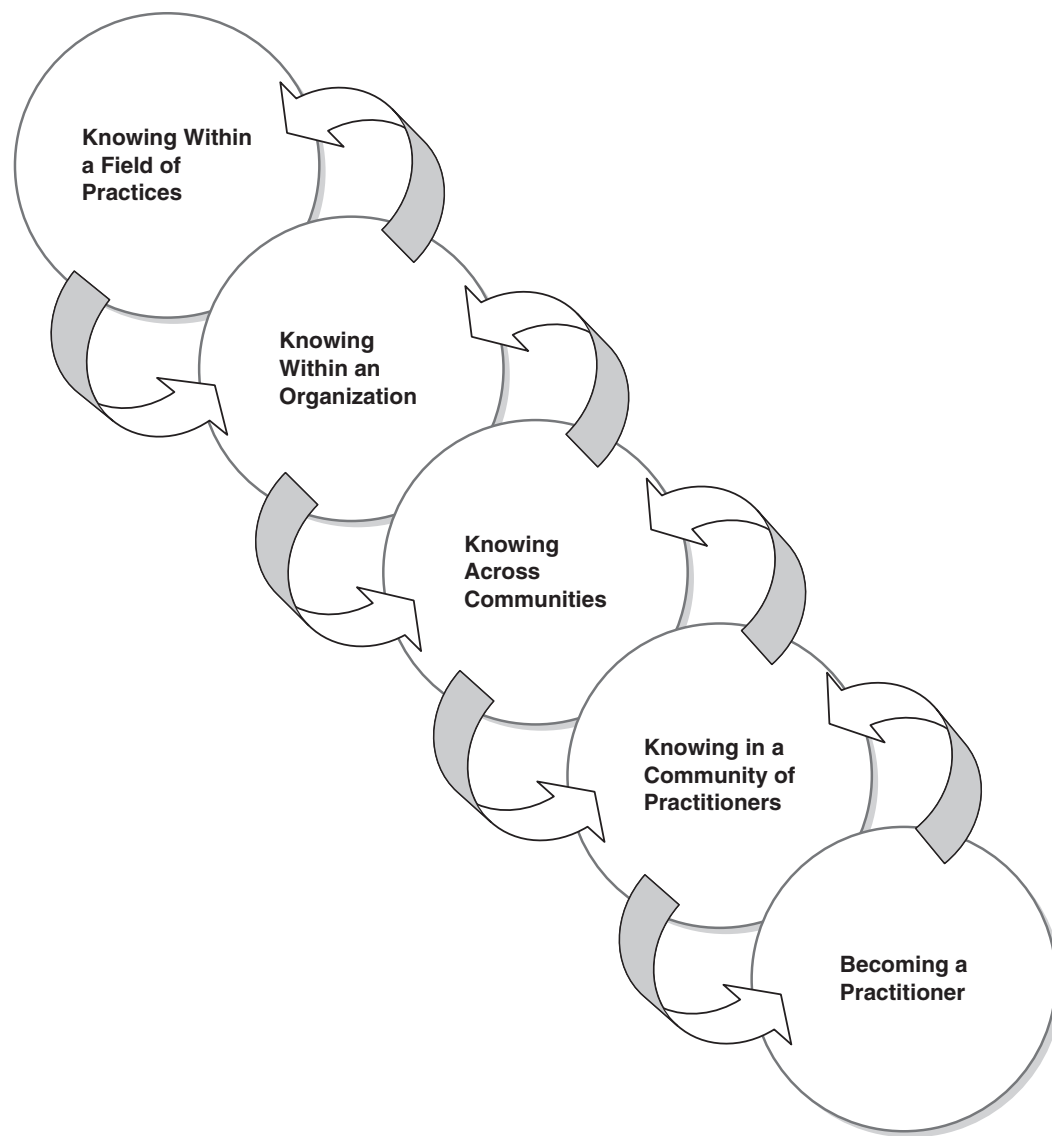 Knowing Within
a Field of
Practices
Knowing
Within an
Organization
Knowing
Across
Communities
Knowing in a
Community of
Practitioners
Becoming a
Practitioner